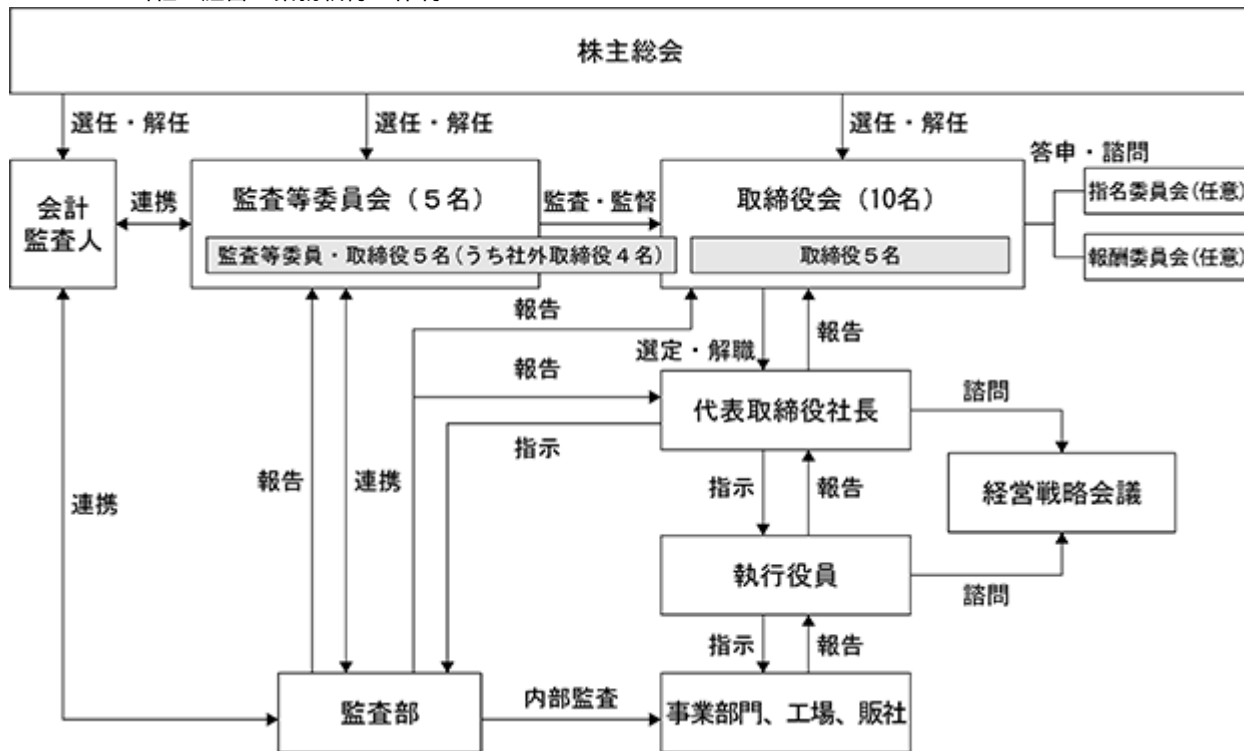 株主総会
選任・解任
選任・解任
選任・解任
答申・諮問
会計
監査人
連携
監査等委員会（５名）
監査・監督
取締役会（10名）
指名委員会(任意)
監査等委員・取締役５名(うち社外取締役４名)
取締役５名
報酬委員会(任意)
報告
選定・解職
報告
報告
代表取締役社長
諮問
指示
連携
報告
連携
指示
報告
経営戦略会議
執行役員
諮問
指示
報告
監査部
内部監査
事業部門、工場、販社